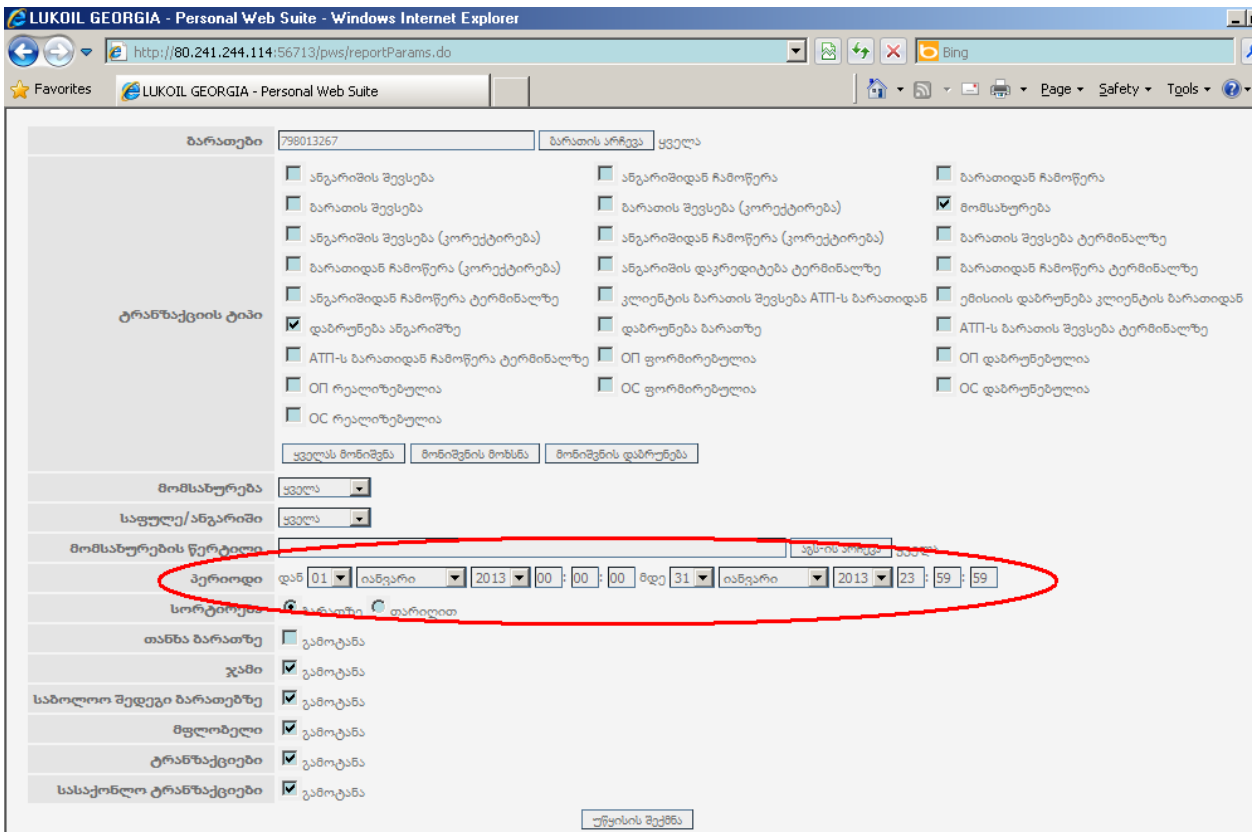 LUKOIL GEORGIA - Personal Web Suite - Windows Internet Explorer
http://80.241.244.114:56713/pws/reportParams.do
Bing
Favorites
LUKOIL GEORGIA - Personal Web Suite
Page Safety Tools
ბარათები 798013267 ბარათის არჩევა ყველა
ანგარიშის შევსება ანგარიშიდან ჩამოწერა ბარათიდან ჩამოწერა
ბარათის შევსება ბარათის შევსება (კორექტირება) მომსახურება
ანგარიშის შევსება (კორექტირება) ანგარიშიდან ჩამოწერა (კორექტირება) ბარათის შევსება ტერმინალზე
ბარათიდან ჩამოწერა (კორექტირება) ანგარიშის დაკრედიტება ტერმინალზე ბარათიდან ჩამოწერა ტერმინალზე
ტრანზაქციის ტიპი
ანგარიშიდან ჩამოწერა ტერმინალზე კლიენტის ბარათის შევსება АТП-ს ბარათიდან ემისიის დაბრუნება კლიენტის ბარათიდან
დაბრუნება ანგარიშზე დაბრუნება ბარათზე АТП-ს ბარათის შევსება ტერმინალზე
АТП-ს ბარათიდან ჩამოწერა ტერმინალზე ОП ფორმირებულია ОП დაბრუნებულია
ОП რეალიზებულია ОС ფორმირებულია ОС დაბრუნებულია
ОС რეალიზებულია
ყველას მონიშვნა მონიშვნის მოხსნა მონიშვნის დაბრუნება
მომსახურება ყველა
საფულე/ანგარიში ყველა
მომსახურების წერტილი აგს-ის არჩევა ყველა
პერიოდი დან 01 იანვარი 2013 00 : 00 : 00 მდე 31 იანვარი 2013 23 : 59 : 59
სორტირება ბარათზე თარიღით
თანხა ბარათზე გამოტანა
ჯამი გამოტანა
საბოლოო შედეგი ბარათებზე გამოტანა
მფლობელი გამოტანა
ტრანზაქციები გამოტანა
სასაქონლო ტრანზაქციები გამოტანა
უწყისის შექმნა